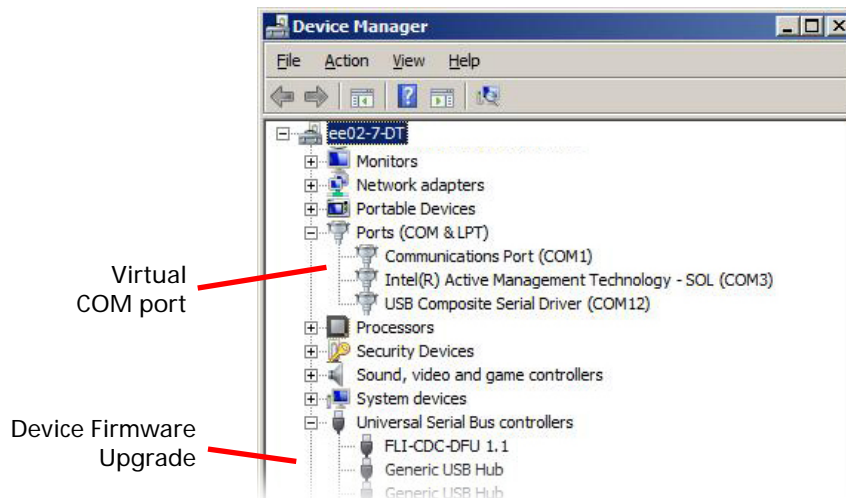 Device Manager
File Action View Help
ee02-7-DT
Monitors
Network adapters
Portable Devices
Ports (COM & LPT)
Communications Port (COM1)
Intel(R) Active Management Technology - SOL (COM3)
USB Composite Serial Driver (COM12)
Processors
Security Devices
Sound, video and game controllers
System devices
Universal Serial Bus controllers
FLI-CDC-DFU 1.1
Generic USB Hub
Generic USB Hub
Virtual
COM port
Device Firmware
Upgrade